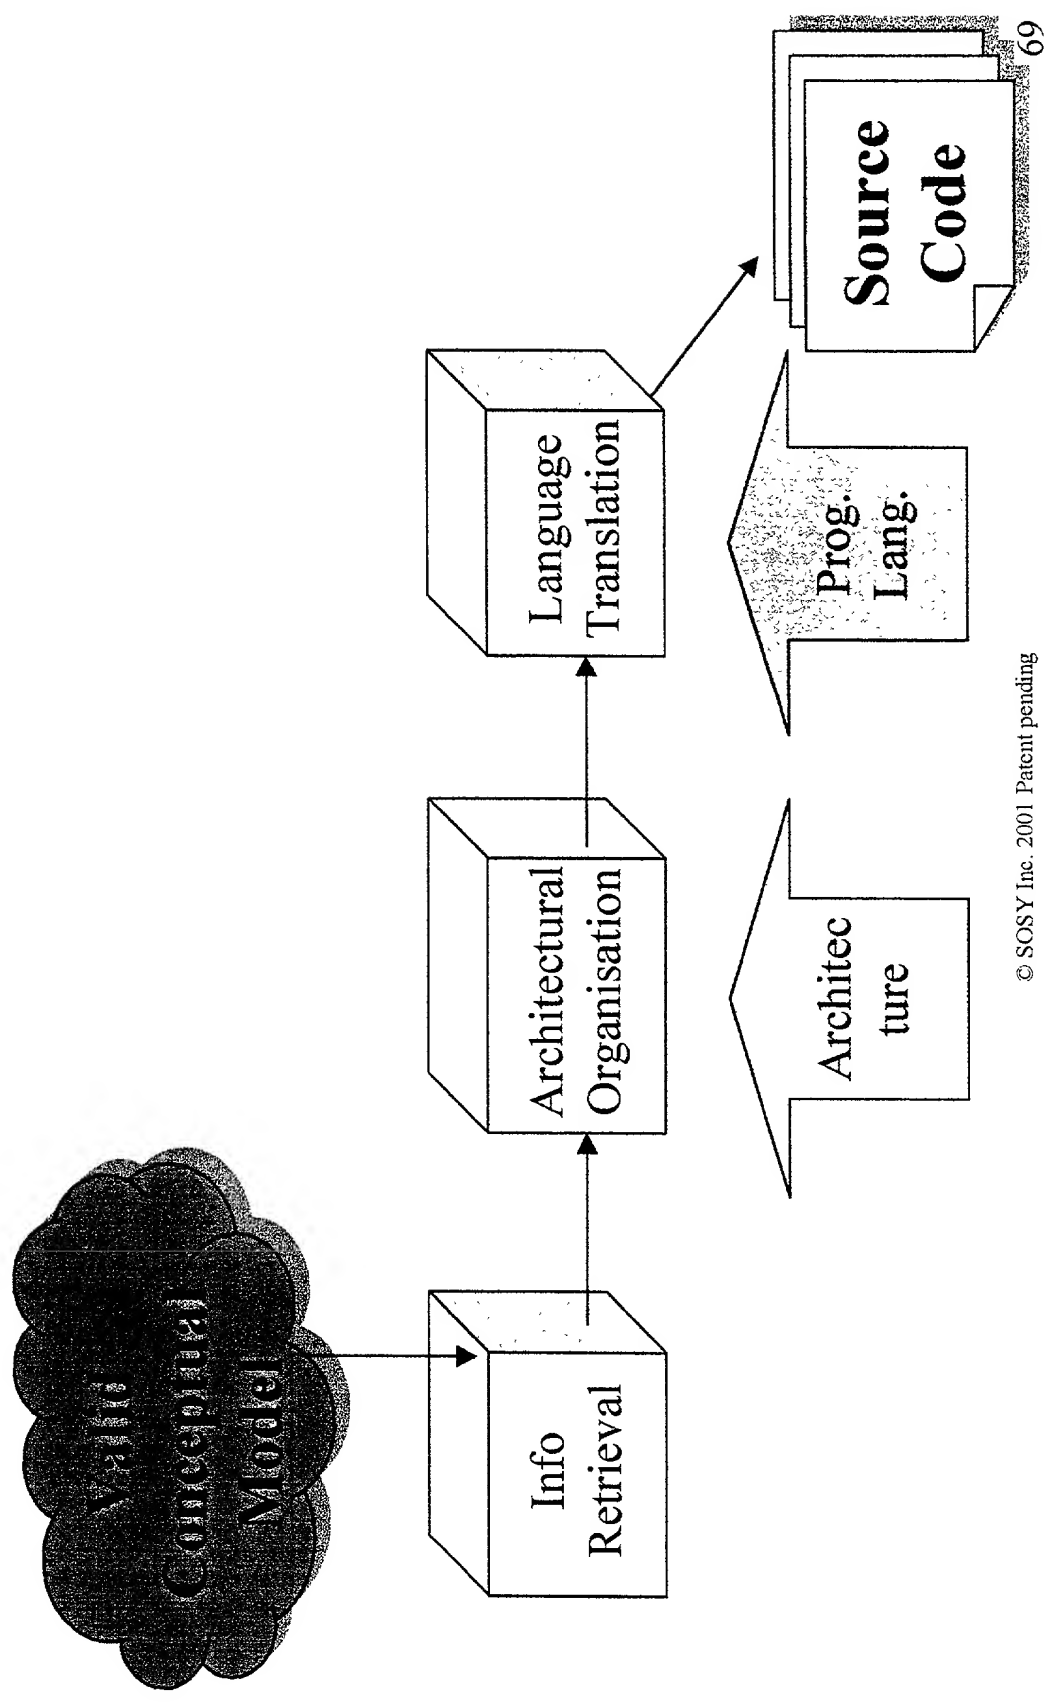 Valid
Conceptual
Model
Info
Retrieval
Architectural
Organisation
Language
Translation
Architec
ture
Prog.
Lang.
Source
Code
© SOSY Inc. 2001 Patent pending
69